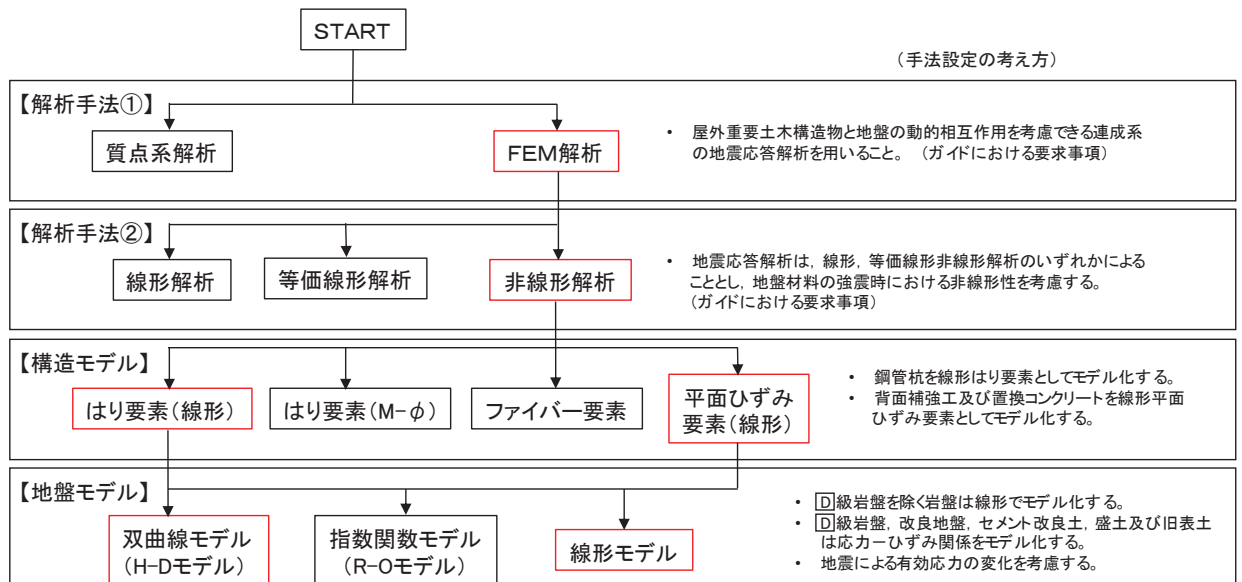 START
(手法設定の考え方)
【解析手法①】
質点系解析
FEM解析
・ 屋外重要土木構造物と地盤の動的相互作用を考慮できる連成系
の地震応答解析を用いること。 (ガイドにおける要求事項)
【解析手法②】
線形解析
等価線形解析
非線形解析
・ 地震応答解析は, 線形, 等価線形非線形解析のいずれかによる
こととし, 地盤材料の強震時における非線形性を考慮する。
(ガイドにおける要求事項)
【構造モデル】
はり要素(線形)
はり要素(M-φ)
ファイバー要素
平面ひずみ
要素(線形)
・ 鋼管杭を線形はり要素としてモデル化する。
・ 背面補強工及び置換コンクリートを線形平面
ひずみ要素としてモデル化する。
【地盤モデル】
双曲線モデル
(H-Dモデル)
指数関数モデル
(R-Oモデル)
線形モデル
・ D級岩盤を除く岩盤は線形でモデル化する。
・ D級岩盤, 改良地盤, セメント改良土, 盛土及び旧表土
は応力ーひずみ関係をモデル化する。
・ 地震による有効応力の変化を考慮する。